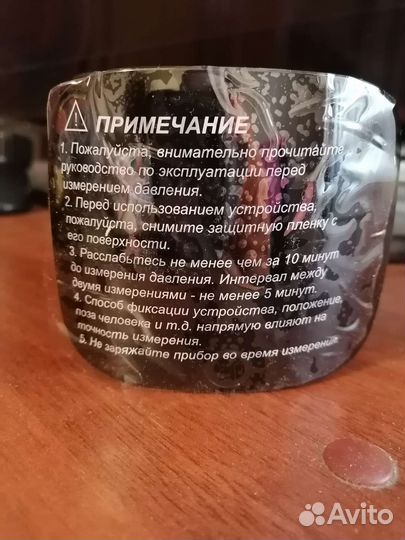 ПРИМЕЧАНИЕ
1. Пожалуйста, внимательно прочитайте
руководство по эксплуатации перед
измерением давления.
2. Перед использованием устройства,
пожалуйста, снимите защитную пленку с
его поверхности.
3. Расслабьтесь не менее чем за 10 минут
до измерения давления. Интервал между
двумя измерениями - не менее 5 минут.
4. Способ фиксации устройства, положение,
поза человека и т.д. напрямую влияют на
точность измерения.
5. Не заряжайте прибор во время измерения.
Avito